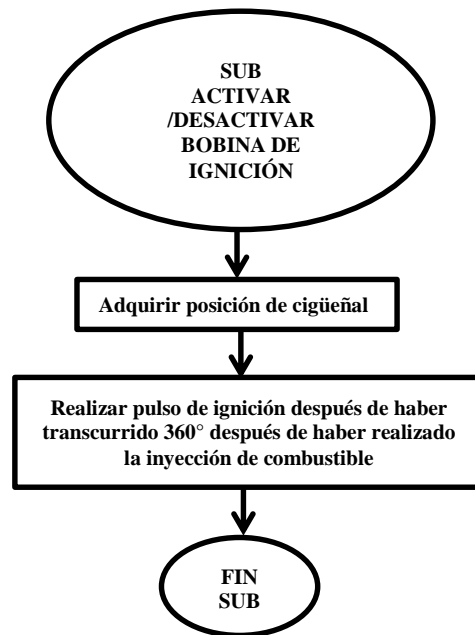 SUB
ACTIVAR
/DESACTIVAR
BOBINA DE
IGNICIÓN
Adquirir posición de cigüeñal
Realizar pulso de ignición después de haber
transcurrido 360° después de haber realizado
la inyección de combustible
FIN
SUB